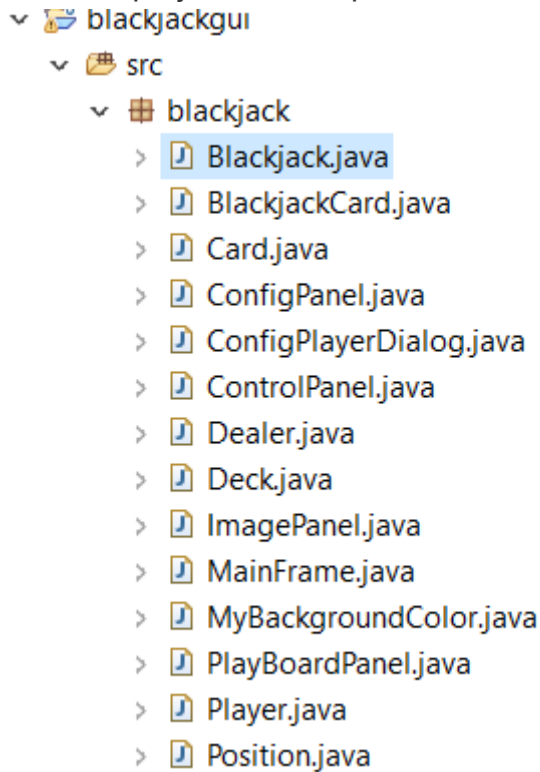 blackjackgui
src
blackjack
Blackjack.java
BlackjackCard.java
Card.java
ConfigPanel.java
ConfigPlayerDialog.java
ControlPanel.java
Dealer.java
Deck.java
ImagePanel.java
MainFrame.java
MyBackgroundColor.java
PlayBoardPanel.java
Player.java
Position.java